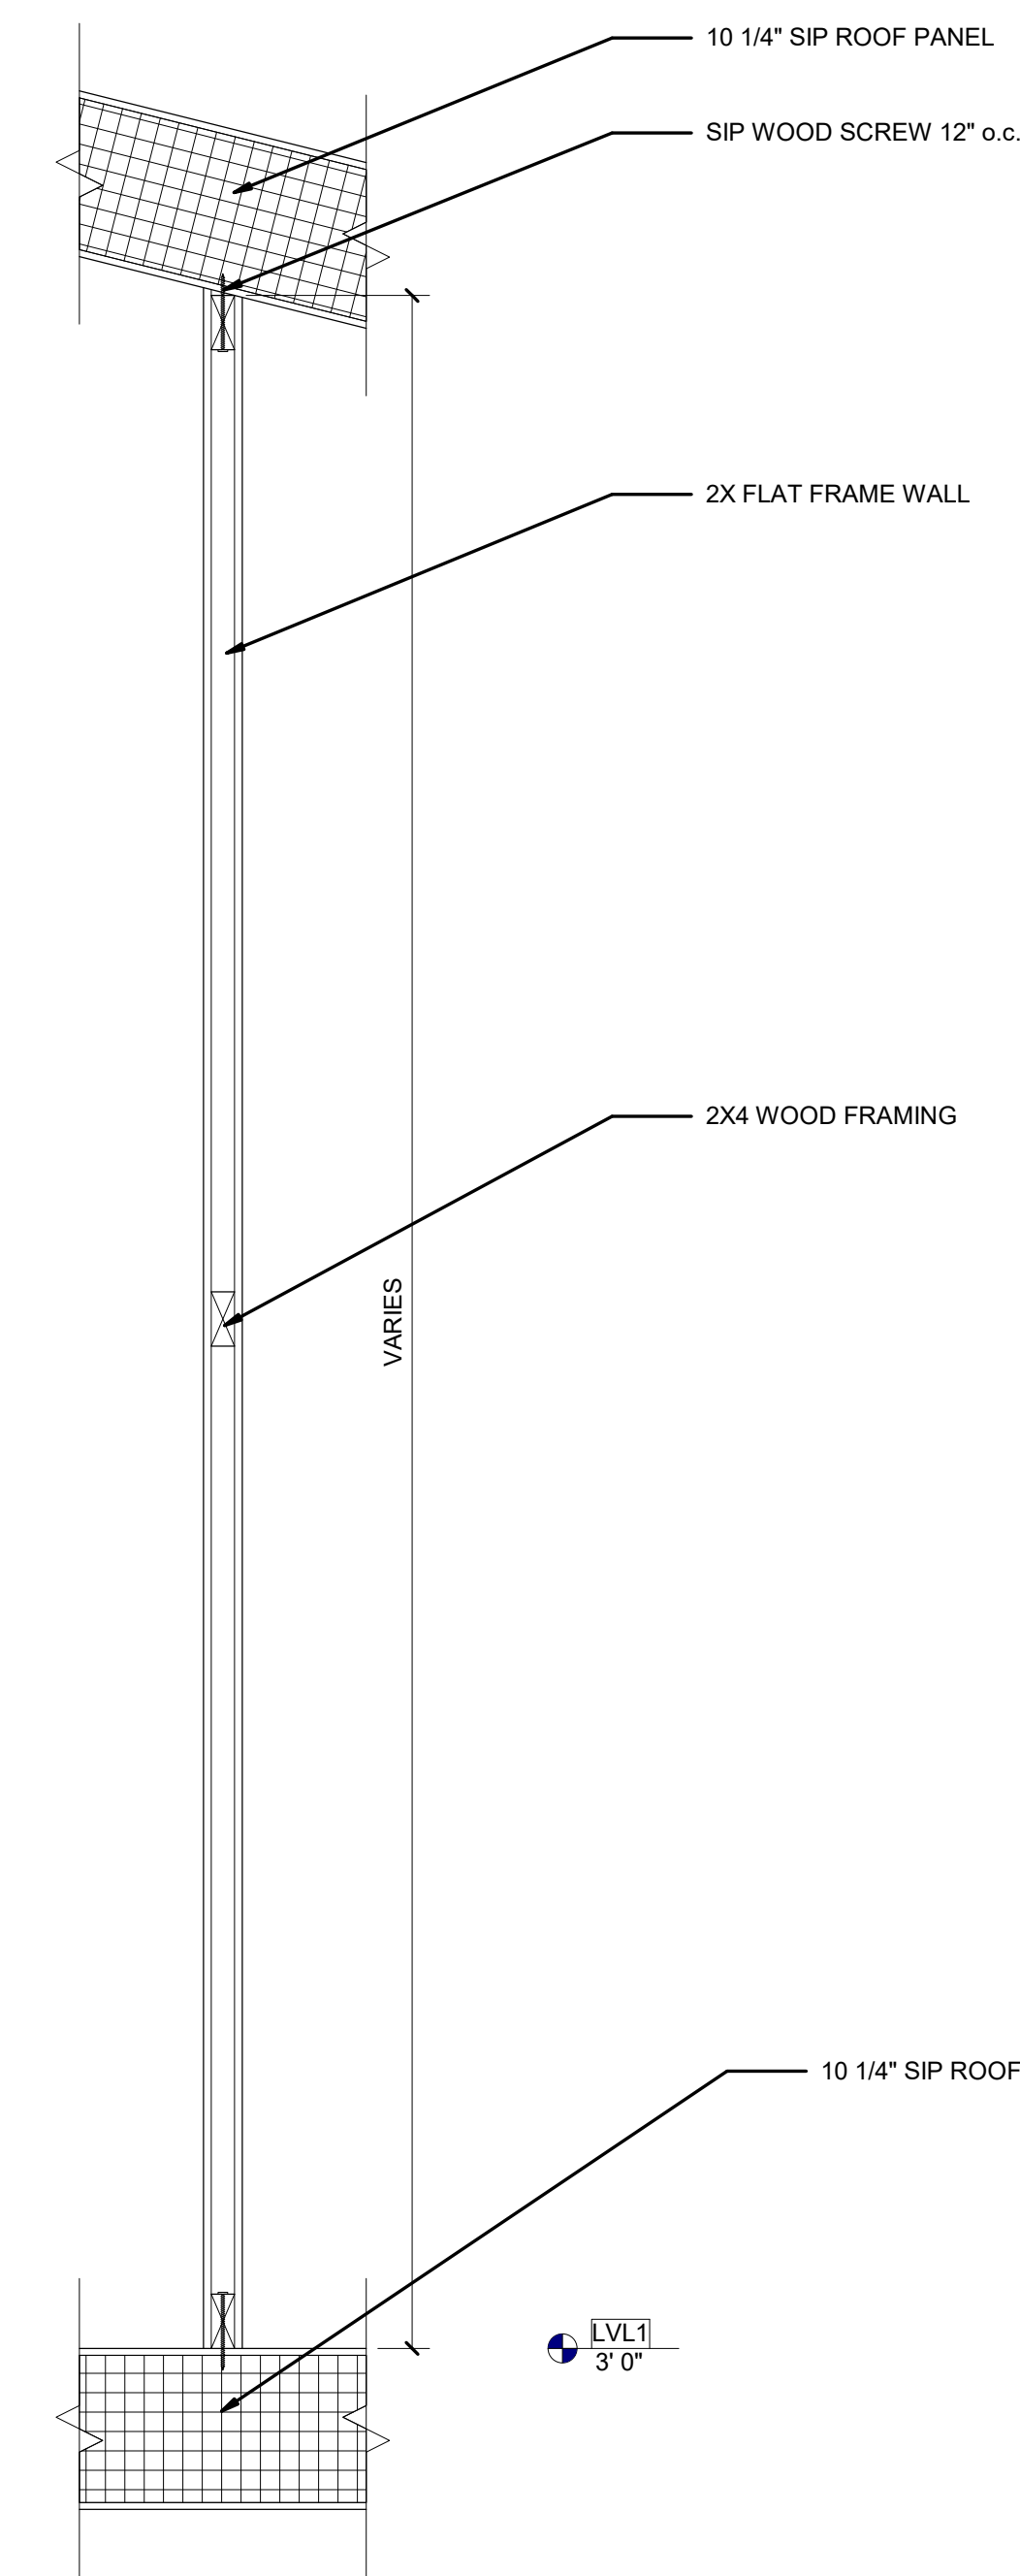 10 1/4" SIP ROOF PANEL
SIP WOOD SCREW 12" o.c.
2X FLAT FRAME WALL
2X4 WOOD FRAMING
VARIES
10 1/4" SIP ROOF
LVL1
3' 0"